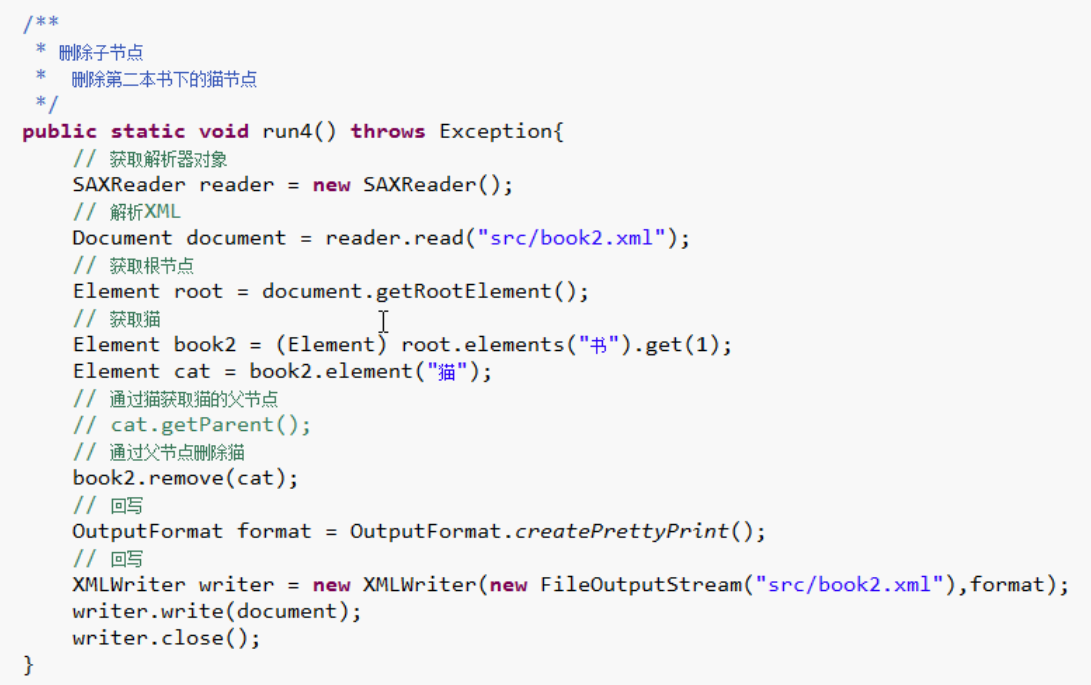 /**
 * 删除子节点
 *  删除第二本书下的猫节点
 */
public static void run4() throws Exception{
    // 获取解析器对象
    SAXReader reader = new SAXReader();
    // 解析XML
    Document document = reader.read("src/book2.xml");
    // 获取根节点
    Element root = document.getRootElement();
    // 获取猫
    Element book2 = (Element) root.elements("书").get(1);
    Element cat = book2.element("猫");
    // 通过猫获取猫的父节点
    // cat.getParent();
    // 通过父节点删除猫
    book2.remove(cat);
    // 回写
    OutputFormat format = OutputFormat.createPrettyPrint();
    // 回写
    XMLWriter writer = new XMLWriter(new FileOutputStream("src/book2.xml"),format);
    writer.write(document);
    writer.close();
}